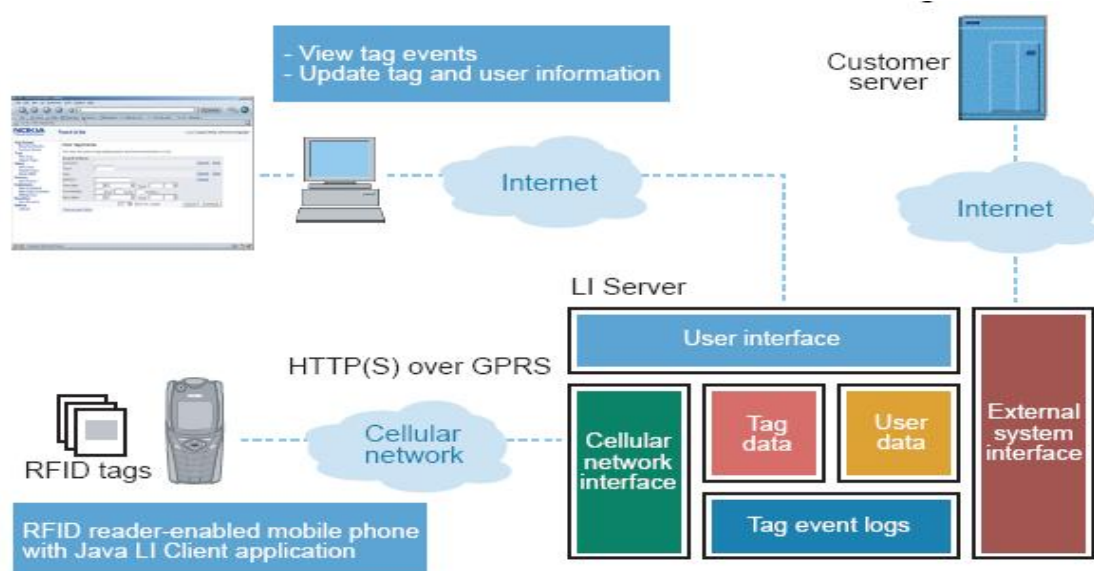 - View tag events
- Update tag and user information
Customer
server
NOKIA
Internet
Internet
LI Server
User interface
HTTP(S) over GPRS
RFID tags
Cellular
network
Cellular
network
interface
Tag
data
User
data
External
system
interface
Tag event logs
RFID reader-enabled mobile phone
with Java LI Client application